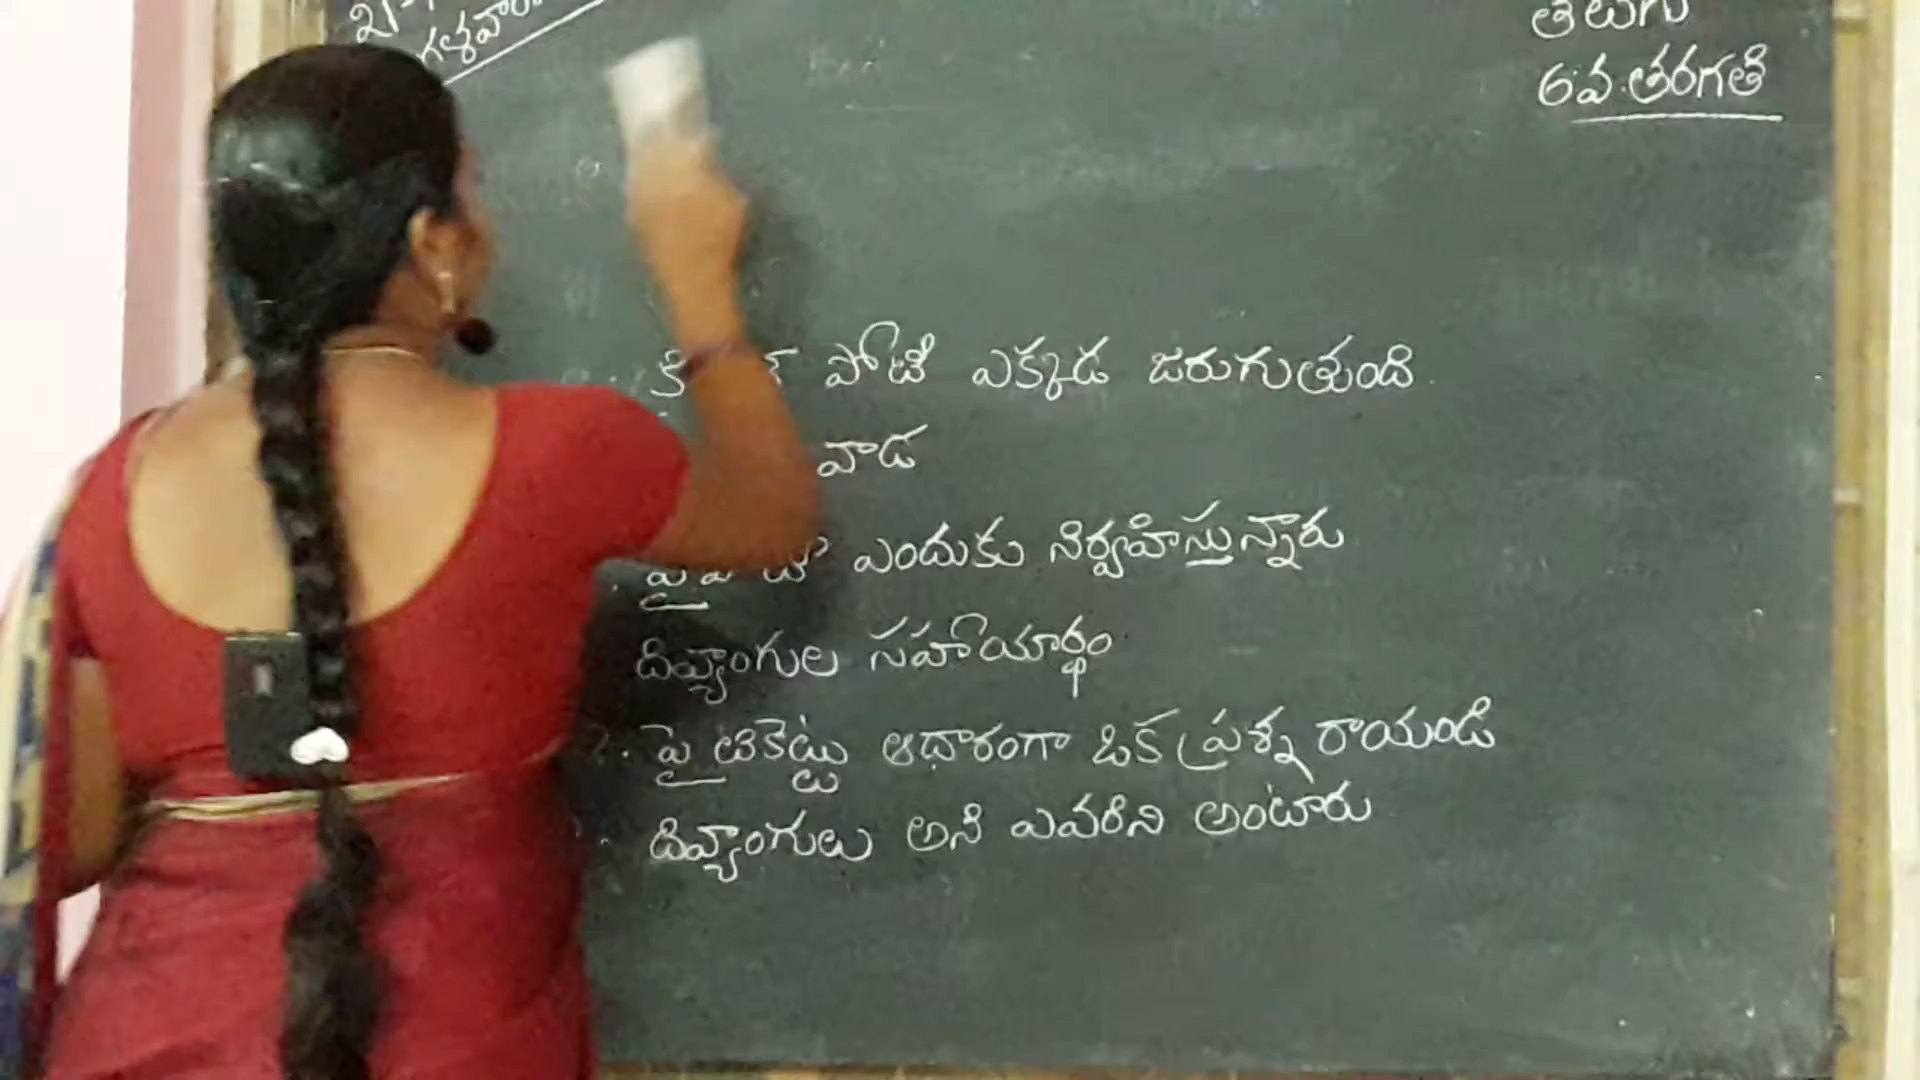 తెలుగు
6వ తరగతి
పోటీ ఎక్కడ జరుగుతుంది.
వాడ
ఎందుకు నిర్వహిస్తున్నారు
దివ్యాంగుల సహాయార్థం
పై టికెట్టు ఆధారంగా ఒక ప్రశ్న రాయండి
దివ్యాంగులు అని ఎవరిని అంటారు